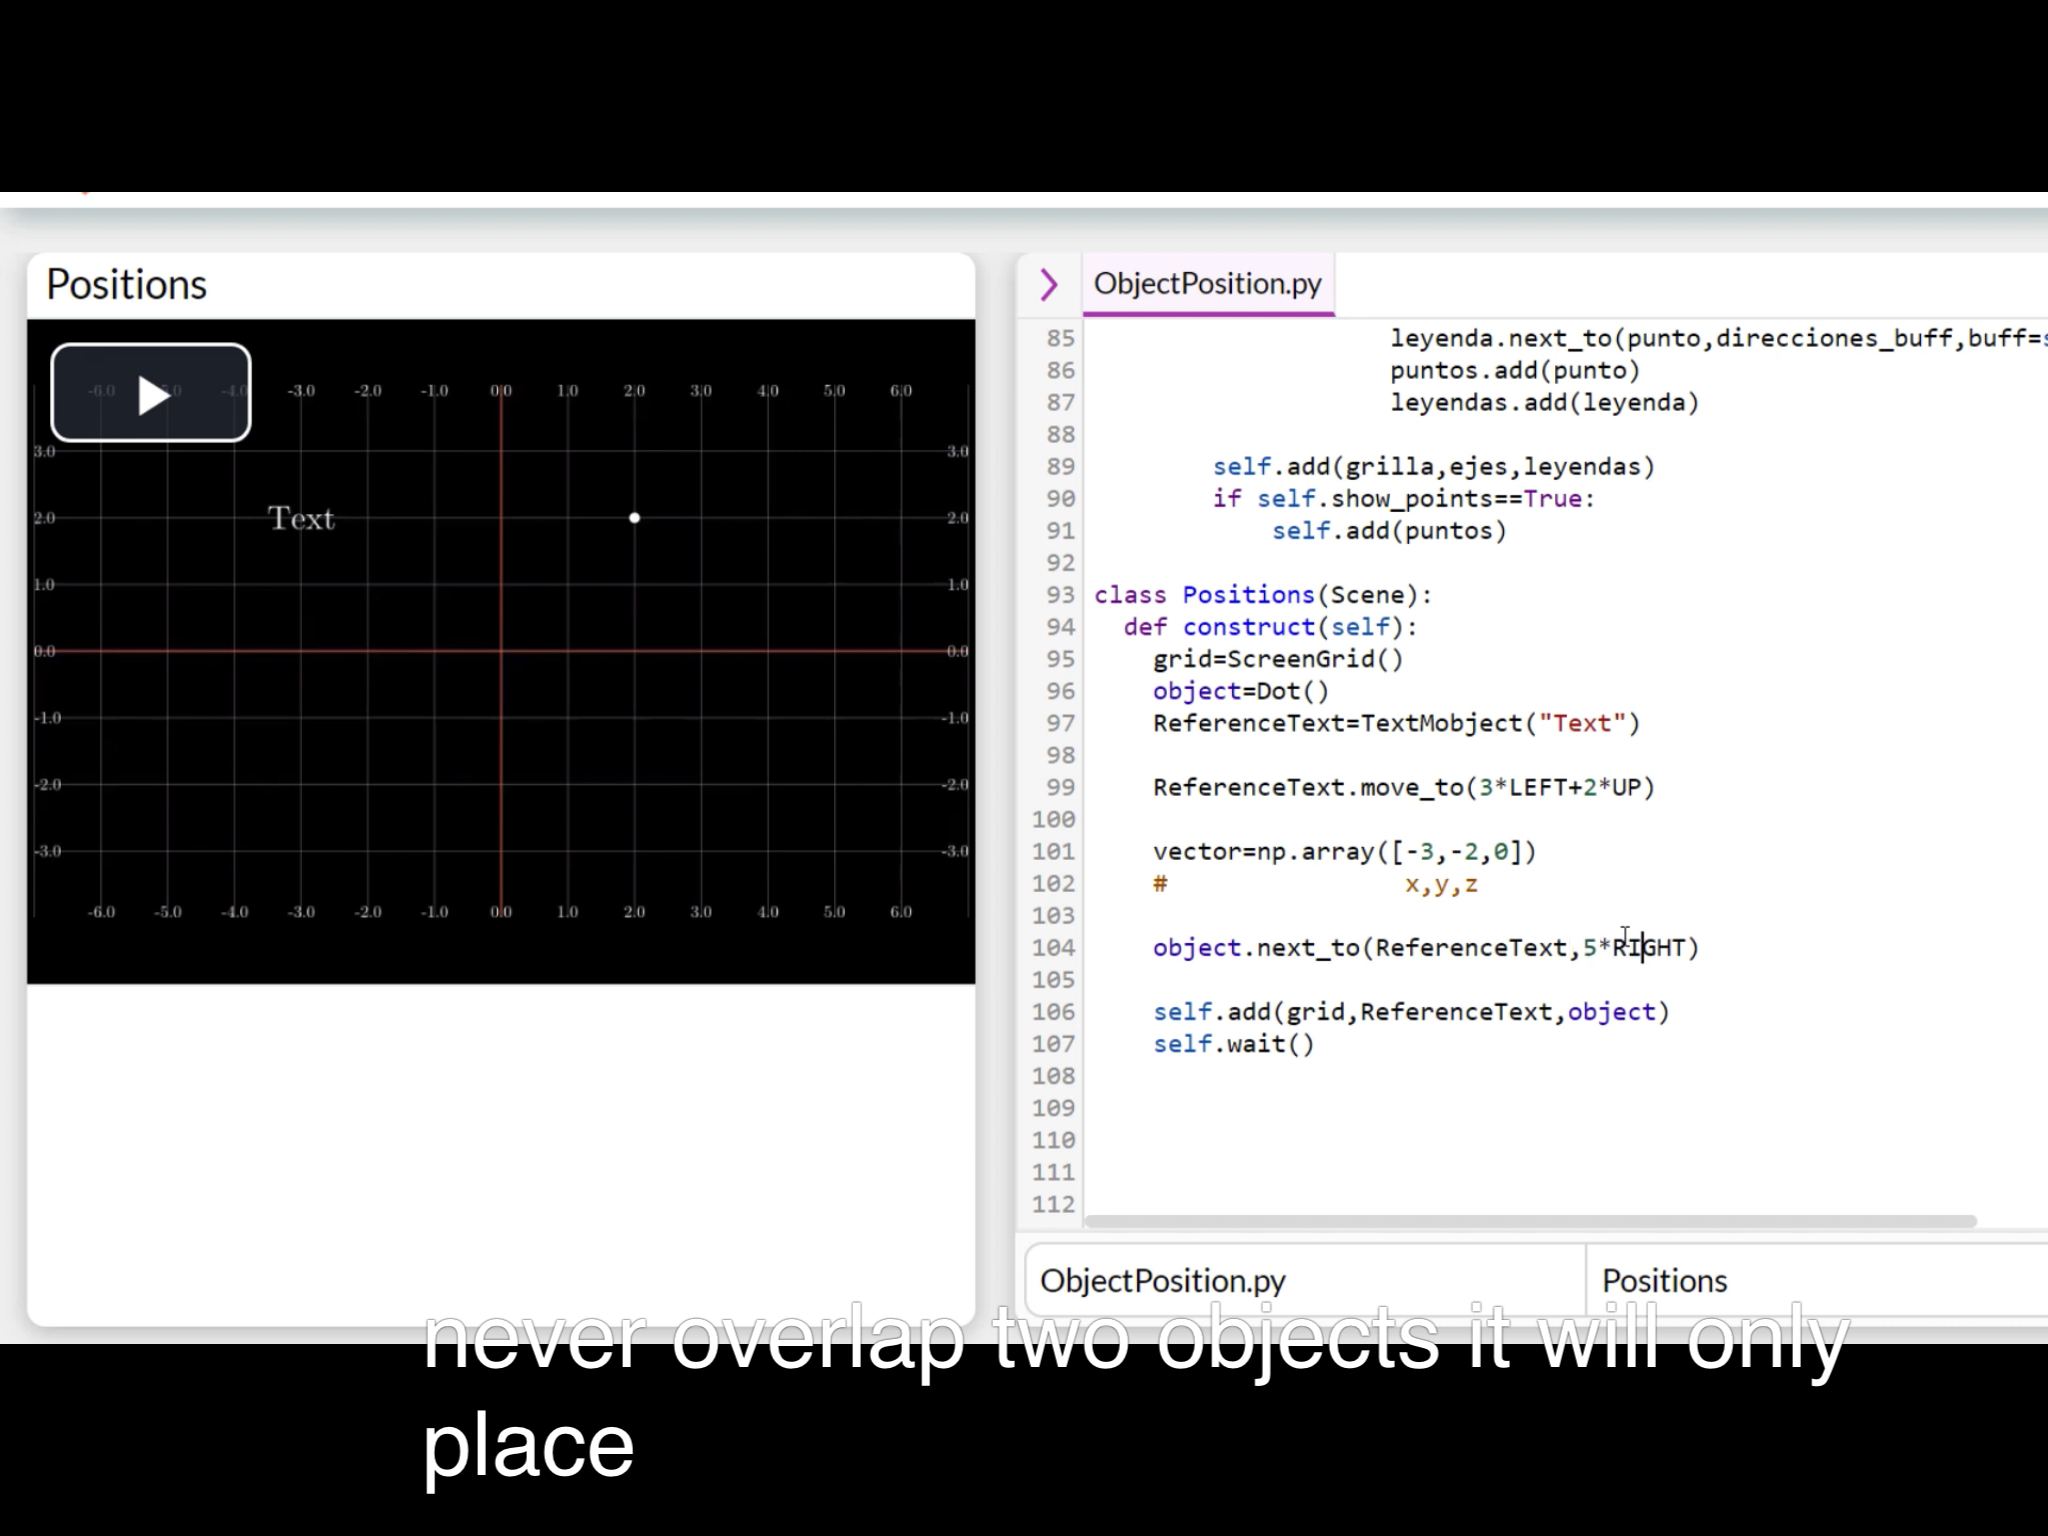 Positions
-6.0 -5.0 -4.0 -3.0 -2.0 -1.0 0.0 1.0 2.0 3.0 4.0 5.0 6.0
3.0 3.0
2.0 Text 2.0
1.0 1.0
0.0 0.0
-1.0 -1.0
-2.0 -2.0
-3.0 -3.0
-6.0 -5.0 -4.0 -3.0 -2.0 -1.0 0.0 1.0 2.0 3.0 4.0 5.0 6.0
ObjectPosition.py
85 leyenda.next_to(punto,direcciones_buff,buff=
86 puntos.add(punto)
87 leyendas.add(leyenda)
88
89 self.add(grilla,ejes,leyendas)
90 if self.show_points==True:
91 self.add(puntos)
92
93 class Positions(Scene):
94 def construct(self):
95 grid=ScreenGrid()
96 object=Dot()
97 ReferenceText=TextMobject("Text")
98
99 ReferenceText.move_to(3*LEFT+2*UP)
100
101 vector=np.array([-3,-2,0])
102 # x,y,z
103
104 object.next_to(ReferenceText,5*RIGHT)
105
106 self.add(grid,ReferenceText,object)
107 self.wait()
108
109
110
111
112
ObjectPosition.py Positions
never overlap two objects it will only
place